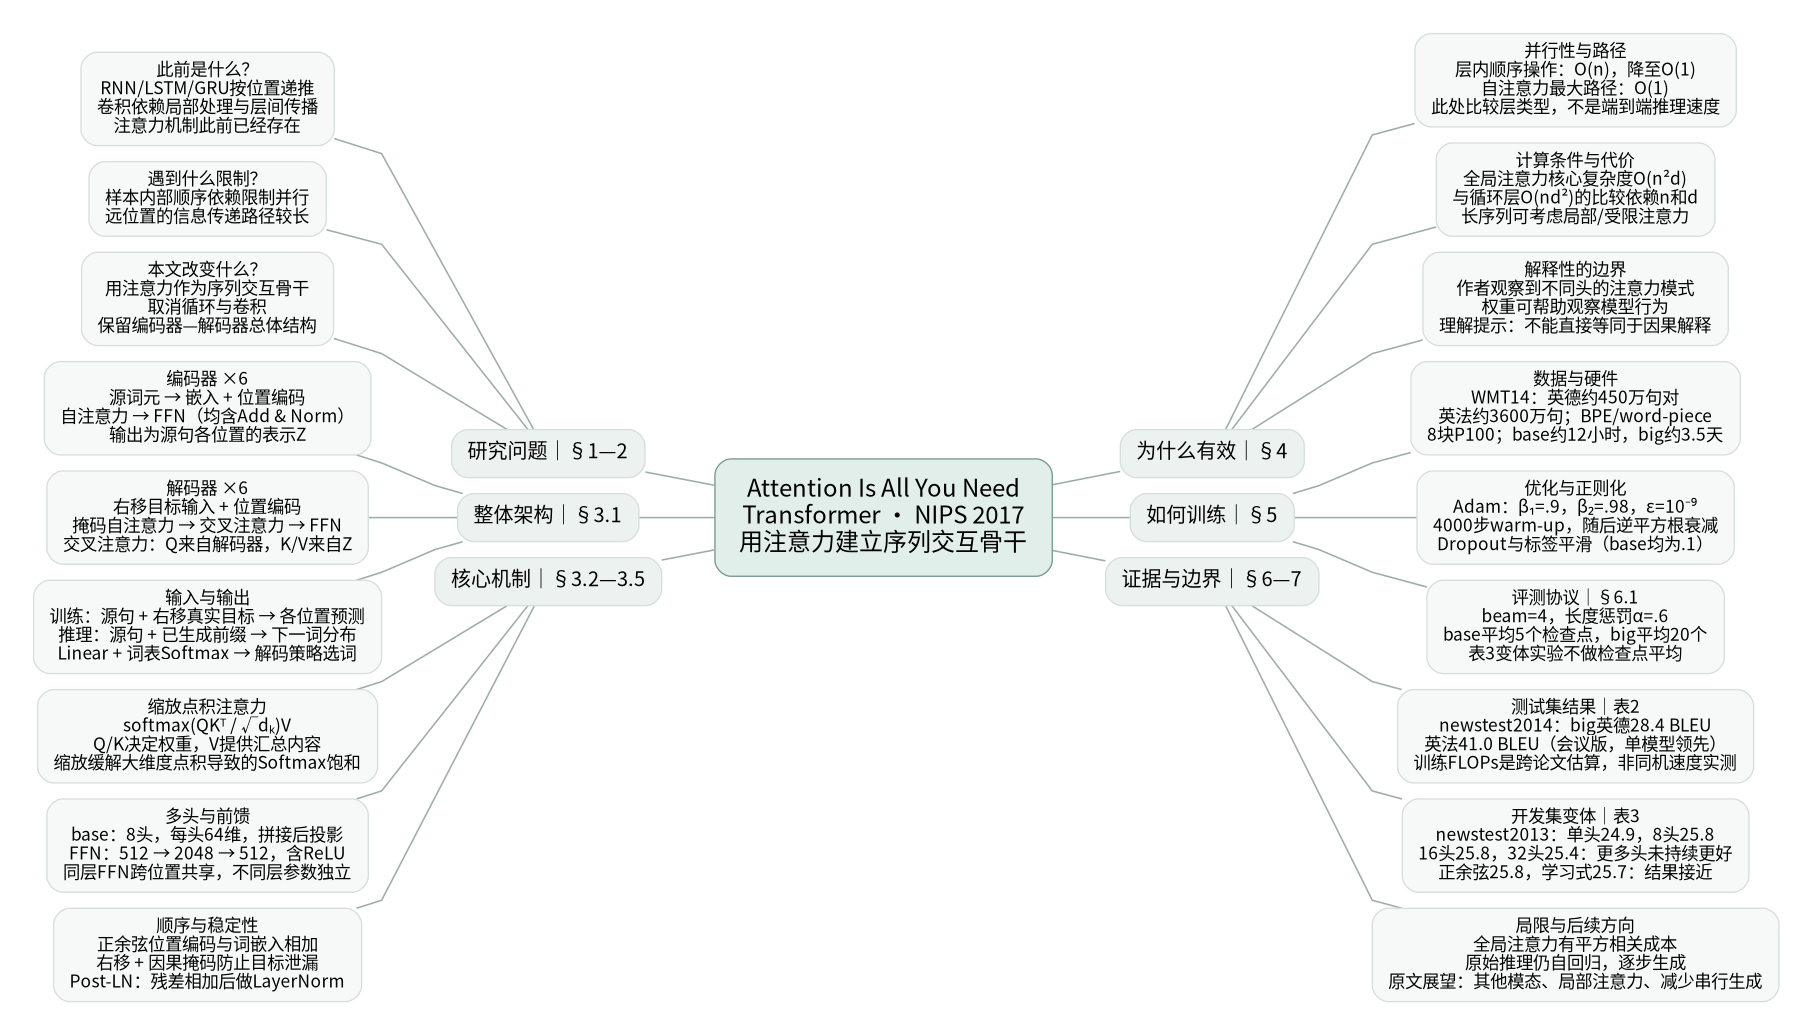 Attention Is All You Need
Transformer · NIPS 2017
用注意力建立序列交互骨干
研究问题｜§1—2
此前是什么？
RNN/LSTM/GRU按位置递推
卷积依赖局部处理与层间传播
注意力机制此前已经存在
遇到什么限制？
样本内部顺序依赖限制并行
远位置的信息传递路径较长
本文改变什么？
用注意力作为序列交互骨干
取消循环与卷积
保留编码器—解码器总体结构
整体架构｜§3.1
编码器 ×6
源词元 → 嵌入 + 位置编码
自注意力 → FFN（均含Add & Norm）
输出为源句各位置的表示Z
解码器 ×6
右移目标输入 + 位置编码
掩码自注意力 → 交叉注意力 → FFN
交叉注意力：Q来自解码器，K/V来自Z
输入与输出
训练：源句 + 右移真实目标 → 各位置预测
推理：源句 + 已生成前缀 → 下一词分布
Linear + 词表Softmax → 解码策略选词
核心机制｜§3.2—3.5
缩放点积注意力
softmax(QKᵀ / √dₖ)V
Q/K决定权重，V提供汇总内容
缩放缓解大维度点积导致的Softmax饱和
多头与前馈
base：8头，每头64维，拼接后投影
FFN：512 → 2048 → 512，含ReLU
同层FFN跨位置共享，不同层参数独立
顺序与稳定性
正余弦位置编码与词嵌入相加
右移 + 因果掩码防止目标泄漏
Post-LN：残差相加后做LayerNorm
为什么有效｜§4
并行性与路径
层内顺序操作：O(n)，降至O(1)
自注意力最大路径：O(1)
此处比较层类型，不是端到端推理速度
计算条件与代价
全局注意力核心复杂度O(n²d)
与循环层O(nd²)的比较依赖n和d
长序列可考虑局部/受限注意力
解释性的边界
作者观察到不同头的注意力模式
权重可帮助观察模型行为
理解提示：不能直接等同于因果解释
如何训练｜§5
数据与硬件
WMT14：英德约450万句对
英法约3600万句；BPE/word-piece
8块P100；base约12小时，big约3.5天
优化与正则化
Adam：β₁=.9，β₂=.98，ε=10⁻⁹
4000步warm-up，随后逆平方根衰减
Dropout与标签平滑（base均为.1）
评测协议｜§6.1
beam=4，长度惩罚α=.6
base平均5个检查点，big平均20个
表3变体实验不做检查点平均
证据与边界｜§6—7
测试集结果｜表2
newstest2014：big英德28.4 BLEU
英法41.0 BLEU（会议版，单模型领先）
训练FLOPs是跨论文估算，非同机速度实测
开发集变体｜表3
newstest2013：单头24.9，8头25.8
16头25.8，32头25.4：更多头未持续更好
正余弦25.8，学习式25.7：结果接近
局限与后续方向
全局注意力有平方相关成本
原始推理仍自回归，逐步生成
原文展望：其他模态、局部注意力、减少串行生成